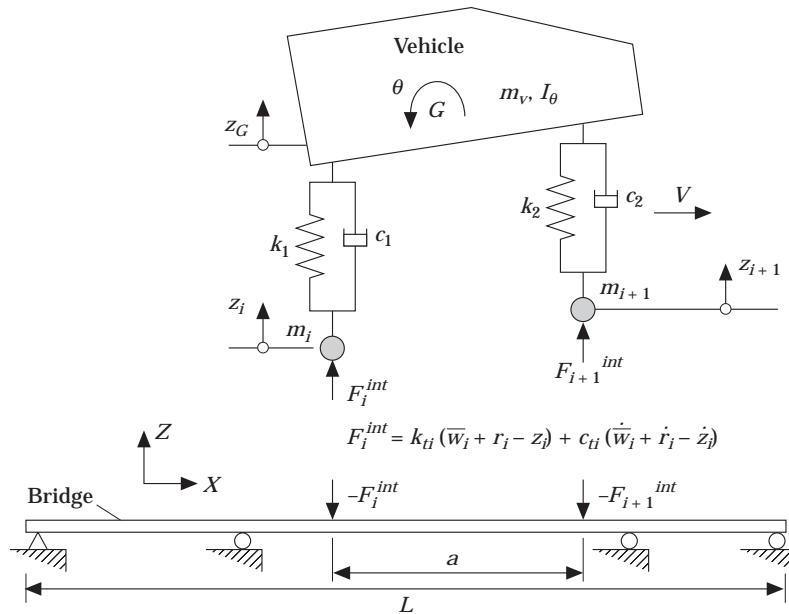 Vehicle
θ
G
m_v, I_θ
z_G
k_1
c_1
k_2
c_2
V
z_i
m_i
m_{i+1}
z_{i+1}
F_i^{int}
F_{i+1}^{int}
F_i^{int} = k_{ti} (w̅_i + r_i – z_i) + c_{ti} (ẇ̅_i + ṙ_i – ż_i)
Z
X
Bridge
–F_i^{int}
–F_{i+1}^{int}
a
L